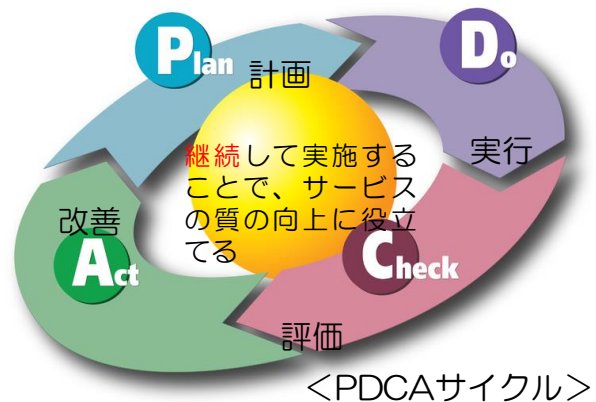 Plan
計画
Do
実行
継続して実施する
ことで、サービス
の質の向上に役立
てる
改善
Act
Check
評価
＜PDCAサイクル＞